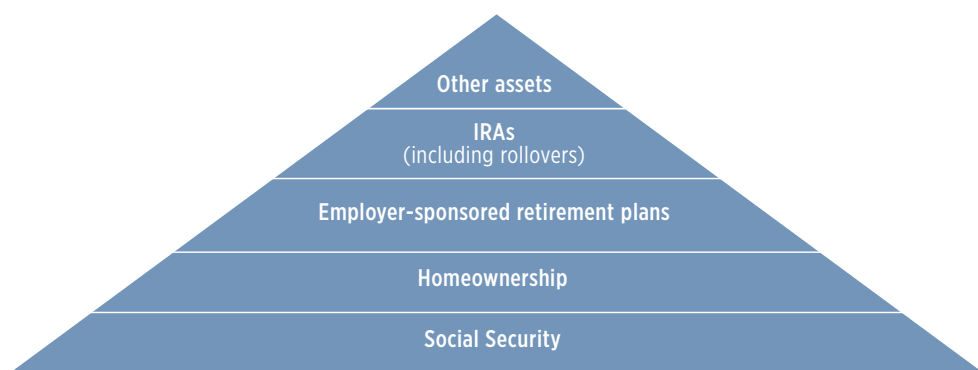 Other assets
IRAs
(including rollovers)
Employer-sponsored retirement plans
Homeownership
Social Security